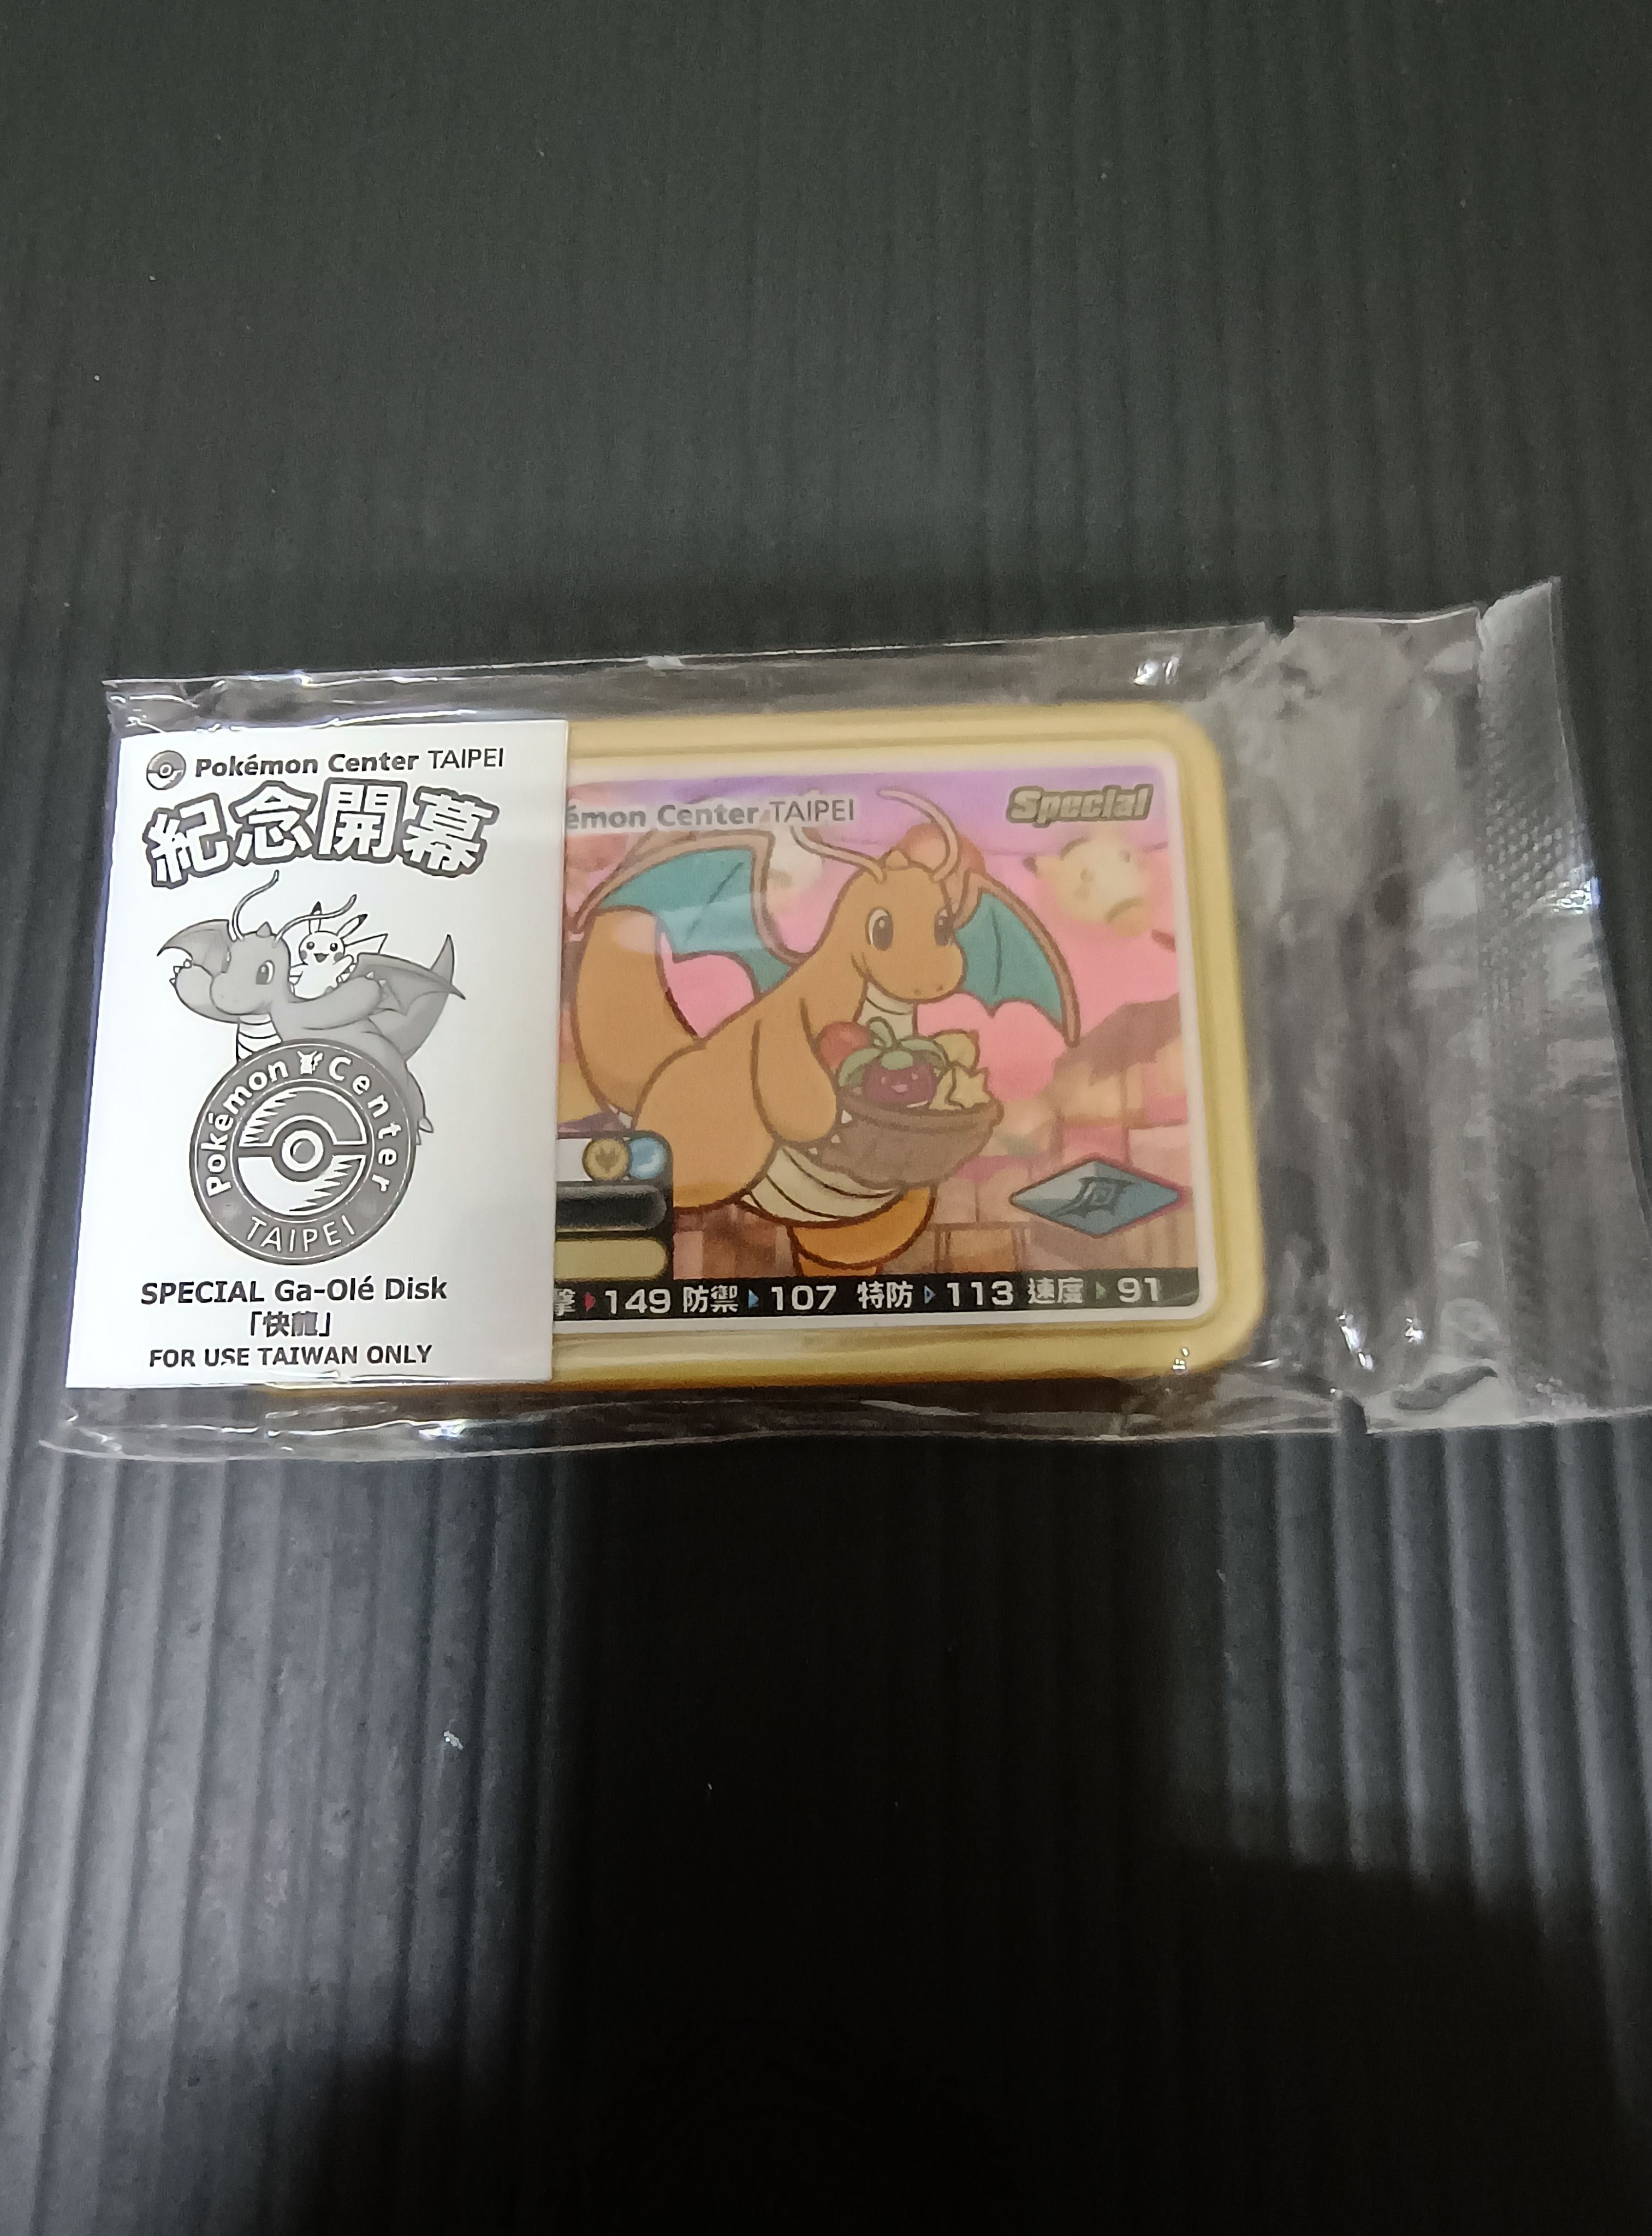 Pokémon Center TAIPEI
紀念開幕
Pokémon Center
TAIPEI
SPECIAL Ga-Olé Disk
「快龍」
FOR USE TAIWAN ONLY
émon Center TAIPEI
Special
擊 149 防禦 107 特防 113 速度 91